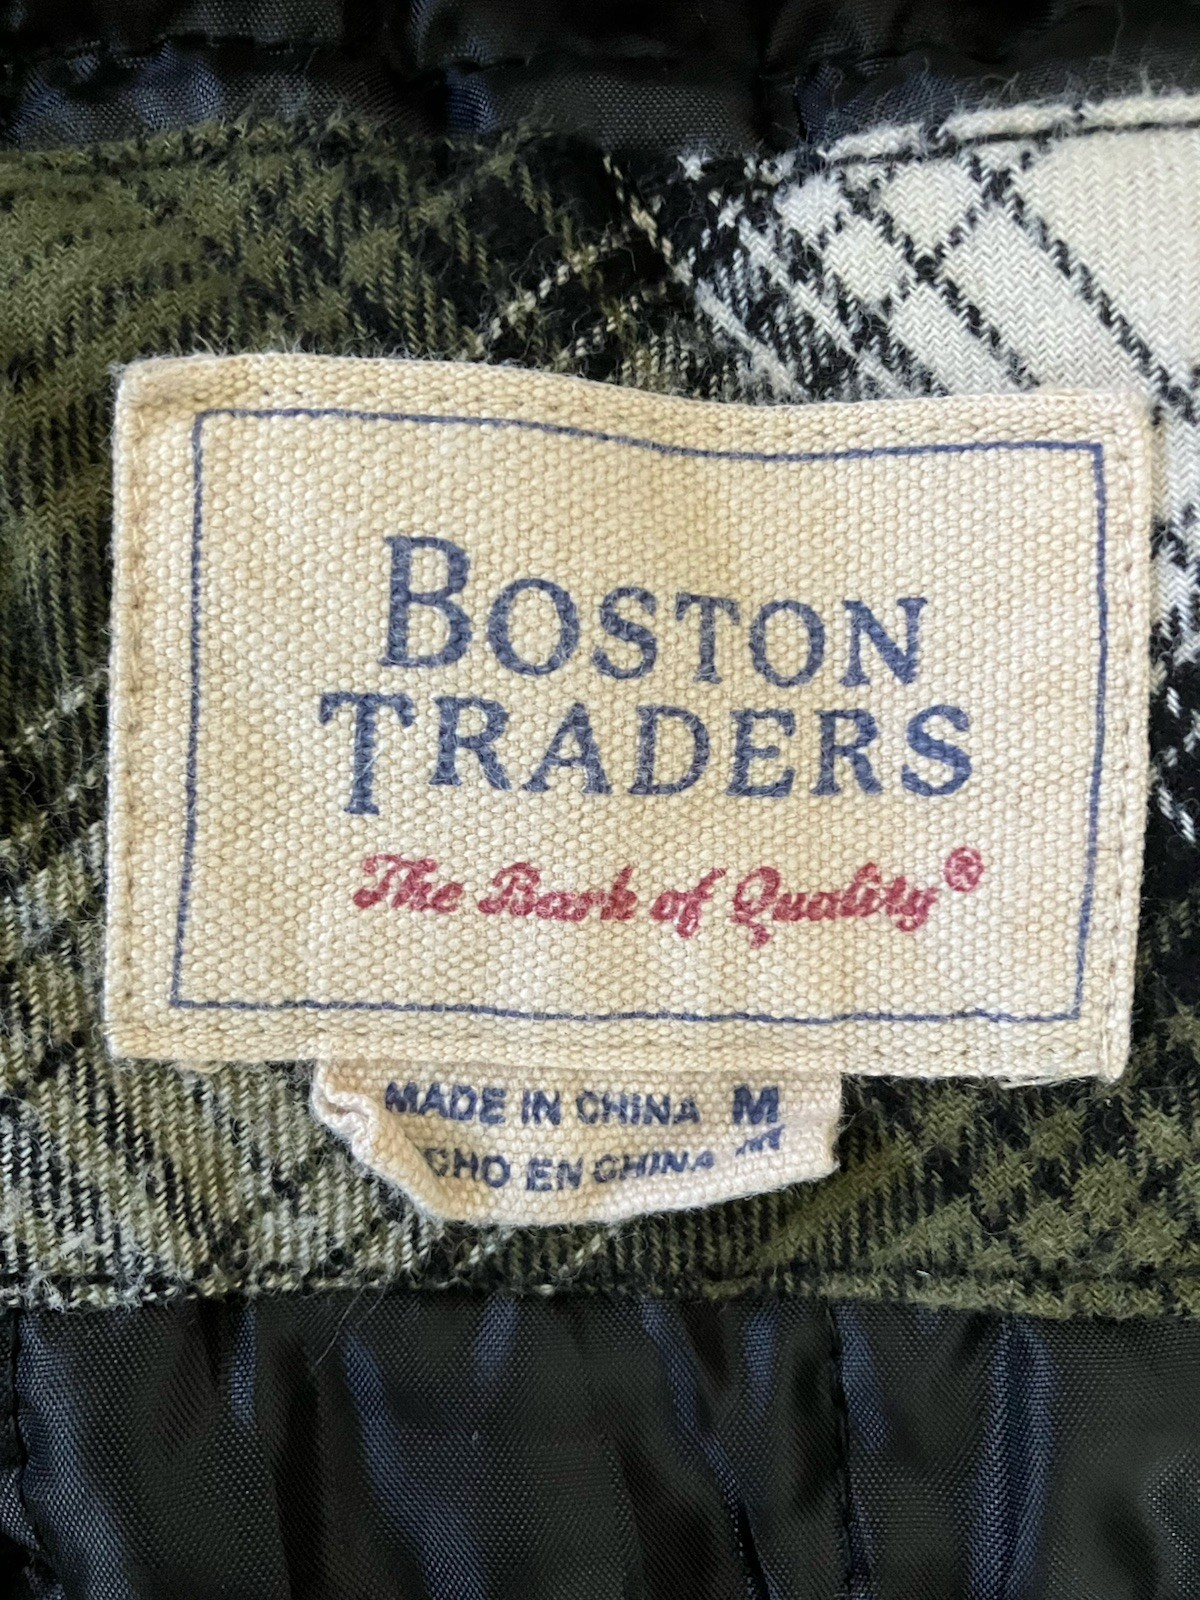 BOSTON
TRADERS
The Bark of Quality®
MADE IN CHINA M
CHO EN CHINA